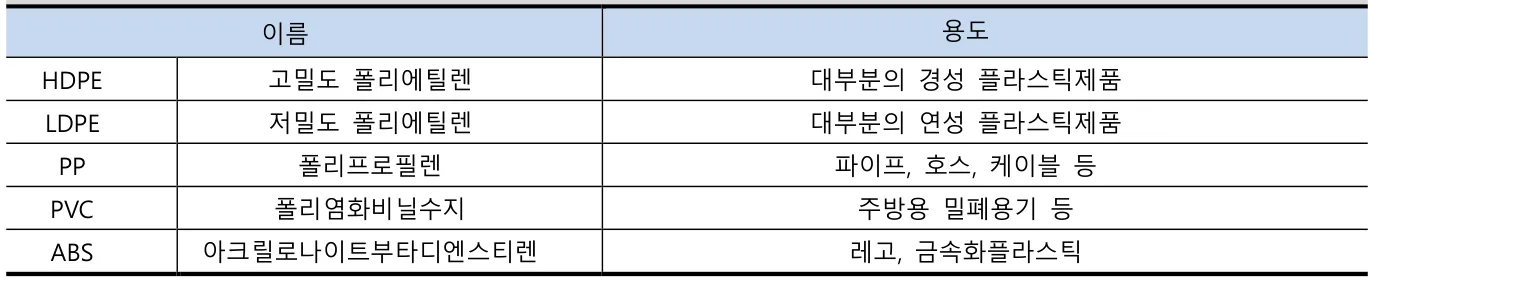 이름 용도
HDPE 고밀도 폴리에틸렌 대부분의 경성 플라스틱제품
LDPE 저밀도 폴리에틸렌 대부분의 연성 플라스틱제품
PP 폴리프로필렌 파이프, 호스, 케이블 등
PVC 폴리염화비닐수지 주방용 밀폐용기 등
ABS 아크릴로나이트부타디엔스티렌 레고, 금속화플라스틱